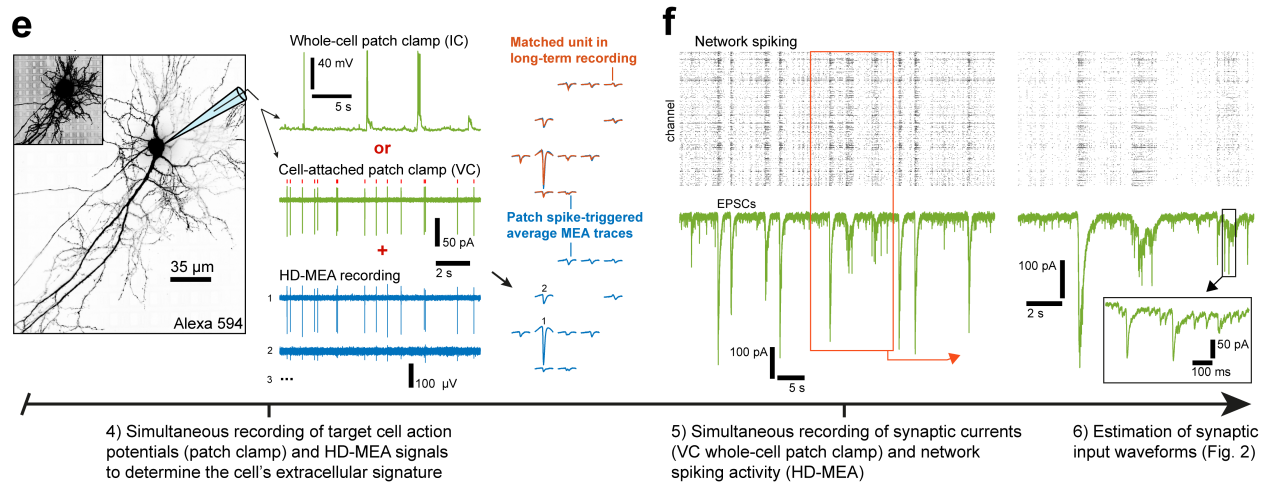 e
Whole-cell patch clamp (IC)
40 mV
5 s
or
Cell-attached patch clamp (VC)
50 pA
+
2 s
HD-MEA recording
1
2
3 ...
100 µV
35 µm
Alexa 594
Matched unit in
long-term recording
Patch spike-triggered
average MEA traces
2
1
f
Network spiking
channel
EPSCs
100 pA
5 s
100 pA
2 s
50 pA
100 ms
4) Simultaneous recording of target cell action
potentials (patch clamp) and HD-MEA signals
to determine the cell's extracellular signature
5) Simultaneous recording of synaptic currents
(VC whole-cell patch clamp) and network
spiking activity (HD-MEA)
6) Estimation of synaptic
input waveforms (Fig. 2)